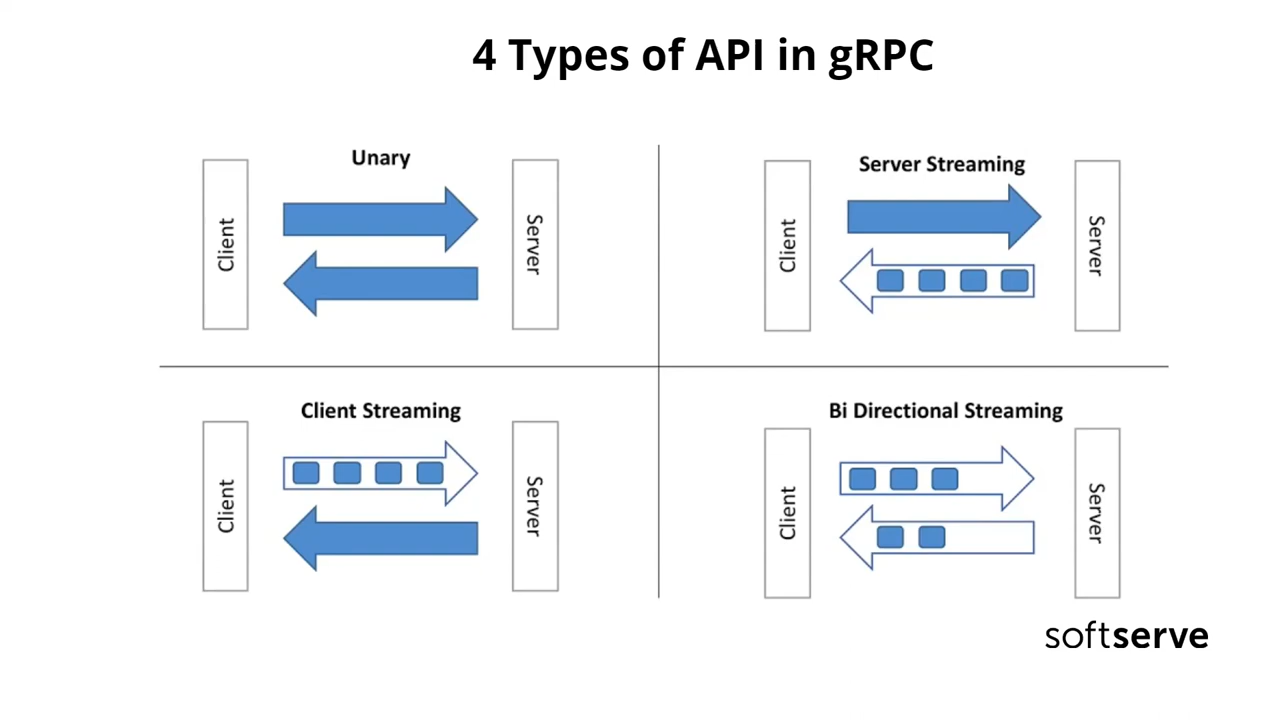 4 Types of API in gRPC
Unary
Client
Server
Server Streaming
Client
Server
Client Streaming
Client
Server
Bi Directional Streaming
Client
Server
softserve